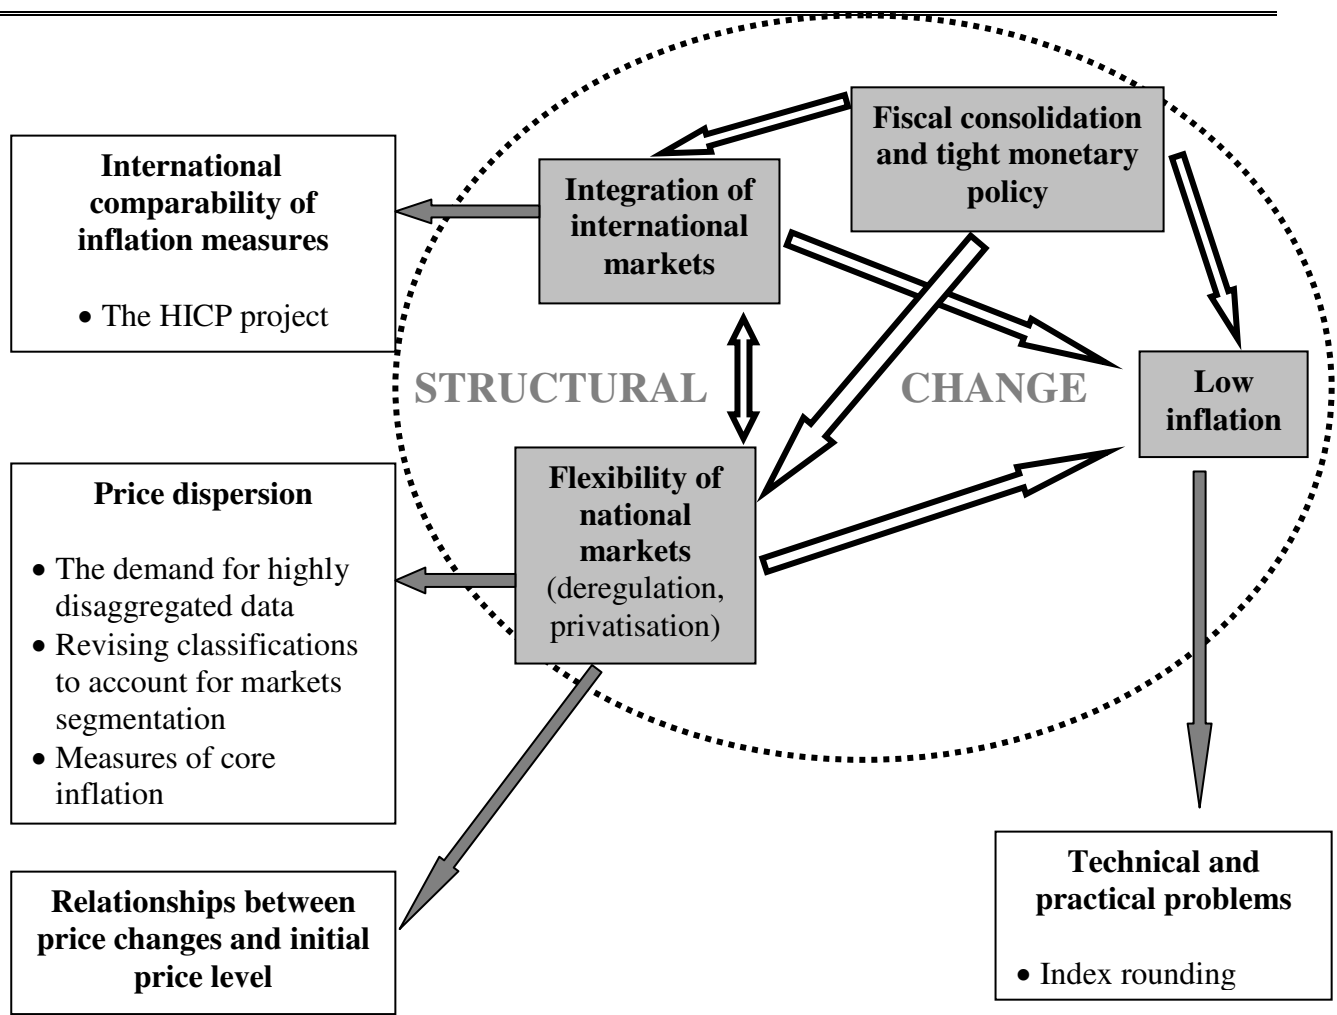 Fiscal consolidation
and tight monetary
policy
International
comparability of
inflation measures
• The HICP project
Integration of
international
markets
STRUCTURAL CHANGE
Low
inflation
Price dispersion
• The demand for highly
disaggregated data
• Revising classifications
to account for markets
segmentation
• Measures of core
inflation
Flexibility of
national
markets
(deregulation,
privatisation)
Relationships between
price changes and initial
price level
Technical and
practical problems
• Index rounding